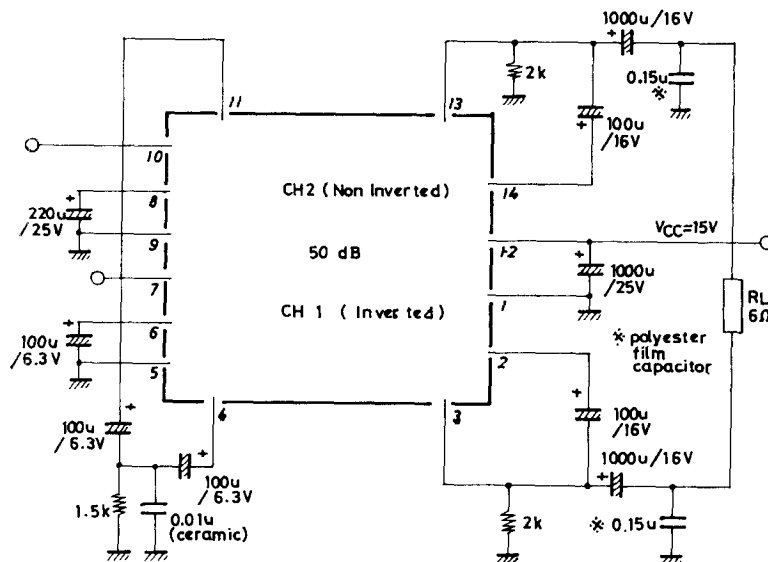 1000u/16V
+
11
13
2k
0.15u
※
+
100u
/16V
10
8
CH2 (Non Inverted)
14
+
220u
/25V
9
50 dB
12
VCC=15V
+
1000u
/25V
7
CH 1 ( Inverted)
1
RL
6Ω
+
100u
/6.3V
6
5
2
※ polyester
film
capacitor
4
3
+
100u
/6.3V
+
100u
/16V
+
100u
/6.3V
1000u/16V
+
1.5k
0.01u
(ceramic)
2k
※ 0.15u